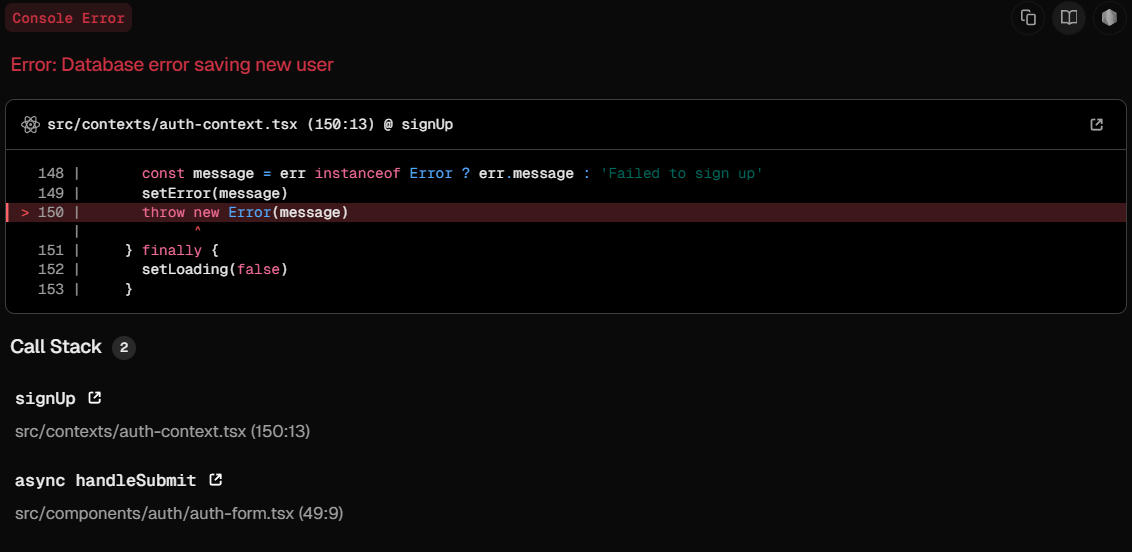 Console Error
Error: Database error saving new user
src/contexts/auth-context.tsx (150:13) @ signUp
148 | const message = err instanceof Error ? err.message : 'Failed to sign up'
149 | setError(message)
> 150 | throw new Error(message)
| ^
151 | } finally {
152 | setLoading(false)
153 | }
Call Stack 2
signUp
src/contexts/auth-context.tsx (150:13)
async handleSubmit
src/components/auth/auth-form.tsx (49:9)